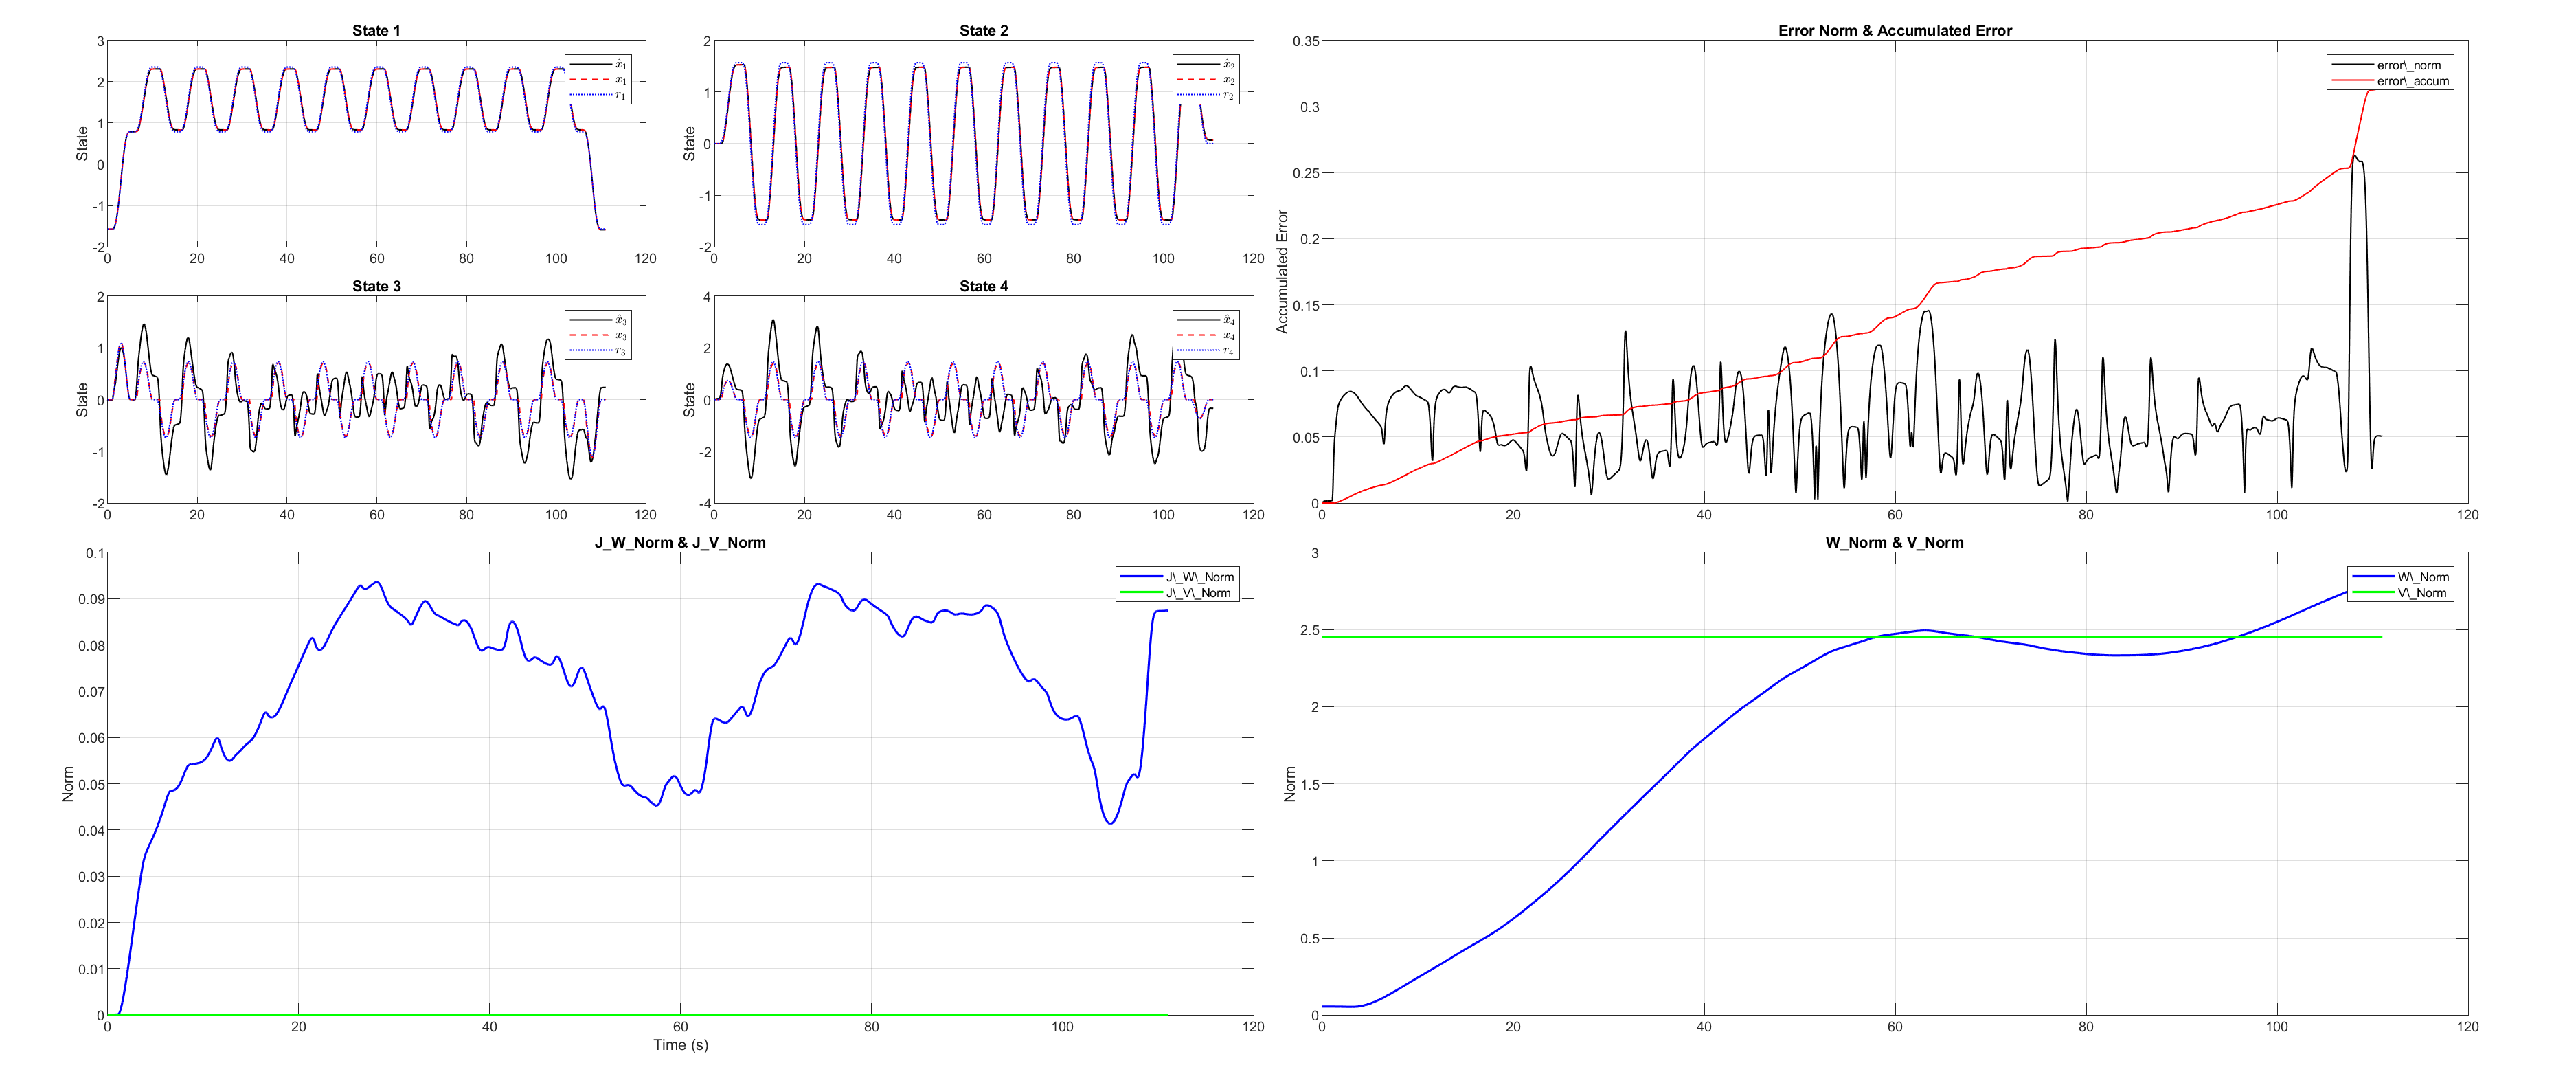 State 1
3
2
1
0
-1
-2
State
0
20
40
60
80
100
120
x̂₁
x₁
r₁
State 2
2
1
0
-1
-2
State
0
20
40
60
80
100
120
x̂₂
x₂
r₂
Error Norm & Accumulated Error
0.35
0.3
0.25
0.2
0.15
0.1
0.05
0
Accumulated Error
0
20
40
60
80
100
120
error\_norm
error\_accum
State 3
2
1
0
-1
-2
State
0
20
40
60
80
100
120
x̂₃
x₃
r₃
State 4
4
2
0
-2
-4
State
0
20
40
60
80
100
120
x̂₄
x₄
r₄
J_W_Norm & J_V_Norm
0.1
0.09
0.08
0.07
0.06
0.05
0.04
0.03
0.02
0.01
0
Norm
0
20
40
60
80
100
120
Time (s)
J\_W\_Norm
J\_V\_Norm
W_Norm & V_Norm
3
2.5
2
1.5
1
0.5
0
Norm
0
20
40
60
80
100
120
W\_Norm
V\_Norm